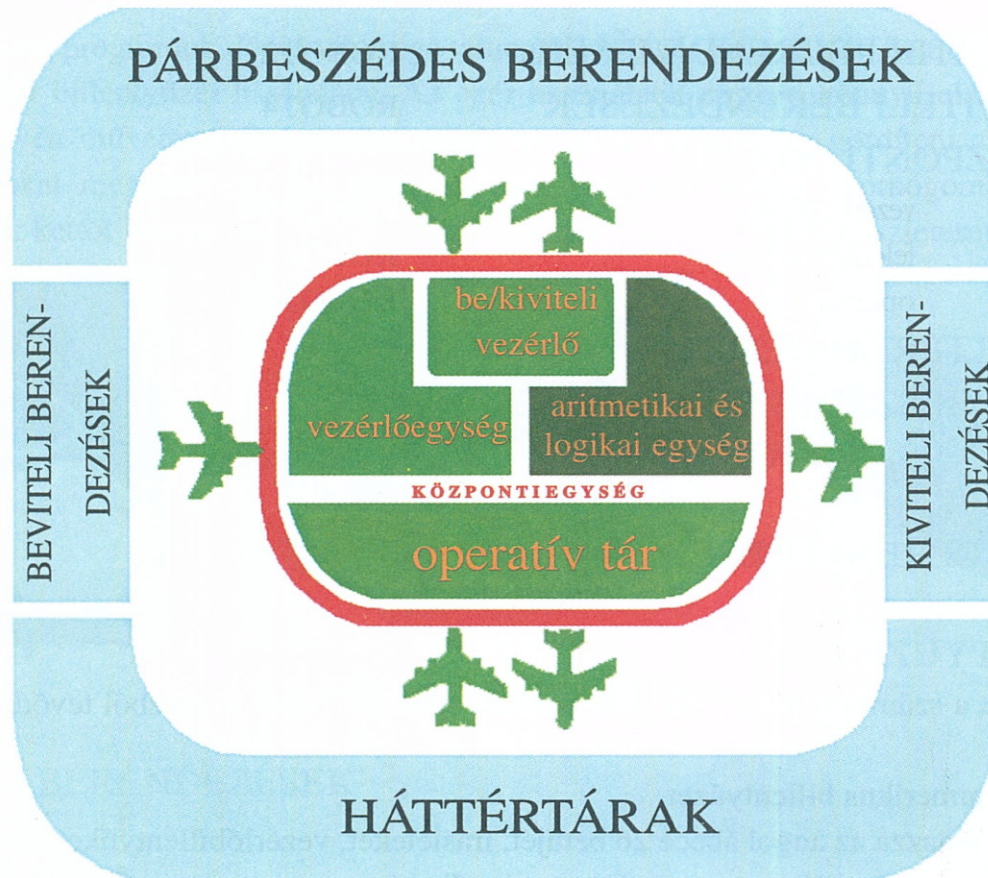 PÁRBESZÉDES BERENDEZÉSEK
be/kiviteli
vezérlő
BEVITELI BEREN-
DEZÉSEK
vezérlőegység
aritmetikai és
logikai egység
KIVITELI BEREN-
DEZÉSEK
KÖZPONTIEGYSÉG
operatív tár
HÁTTÉRTÁRAK